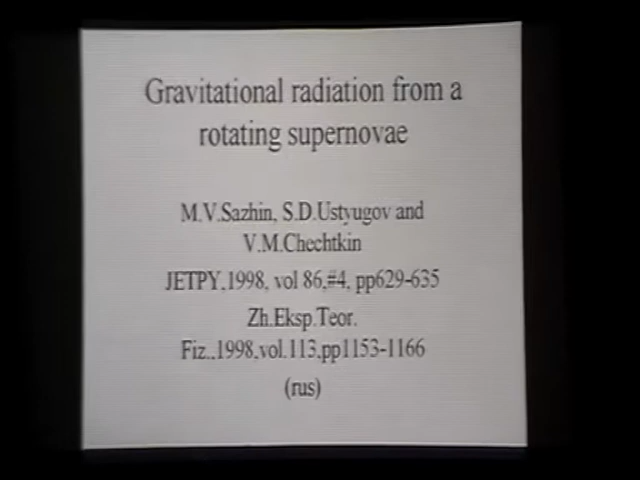 Gravitational radiation from a
rotating supernovae
M.V.Sazhin, S.D.Ustyugov and
V.M.Chechtkin
JETPY,1998, vol 86,#4, pp629-635
Zh.Eksp.Teor.
Fiz.,1998,vol.113,pp1153-1166
(rus)